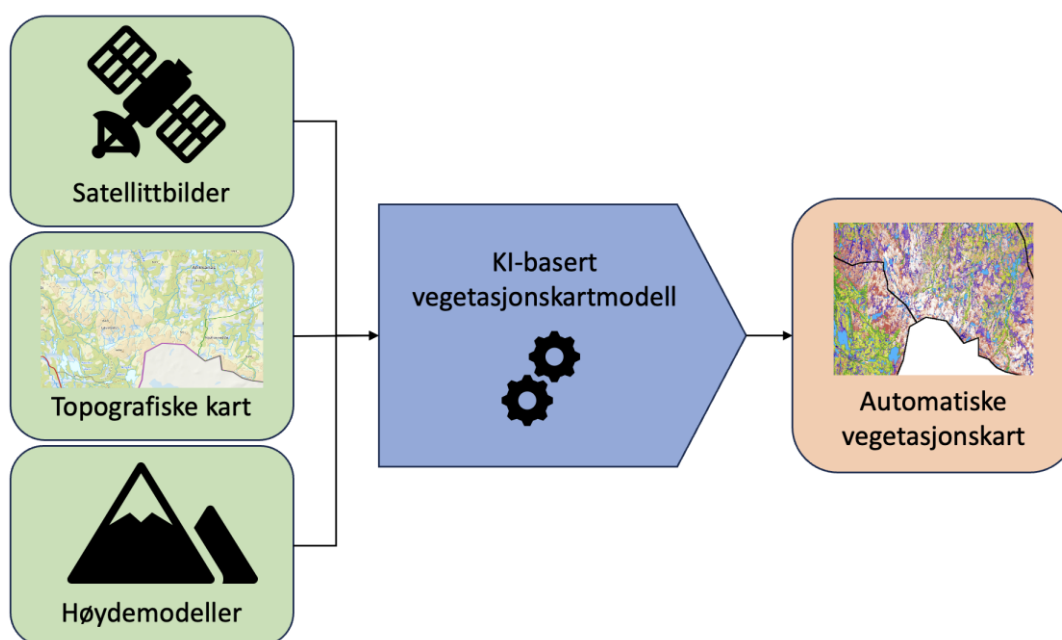 Satellittbilder
Topografiske kart
Høydemodeller
KI-basert
vegetasjonskartmodell
Automatiske
vegetasjonskart